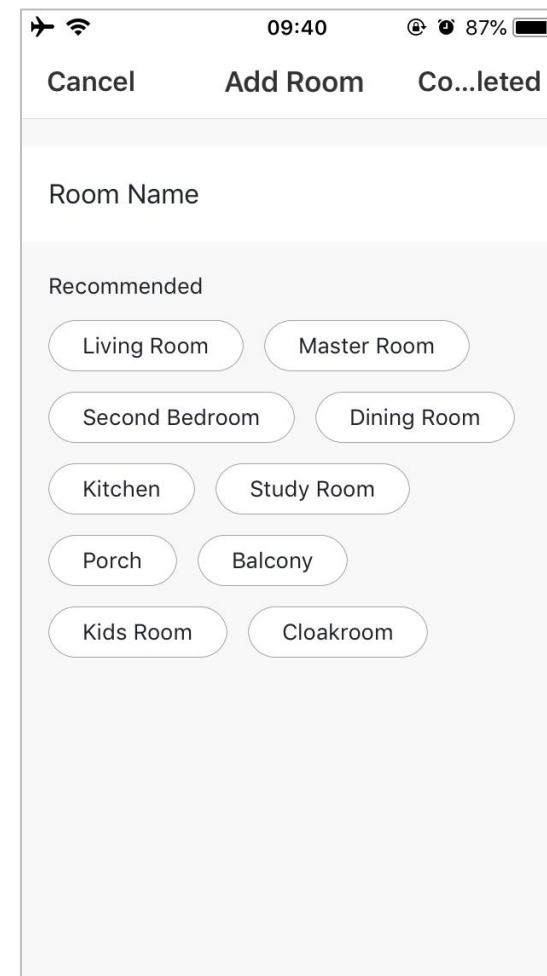 09:40 87%
Cancel Add Room Co...leted
Room Name
Recommended
Living Room Master Room
Second Bedroom Dining Room
Kitchen Study Room
Porch Balcony
Kids Room Cloakroom